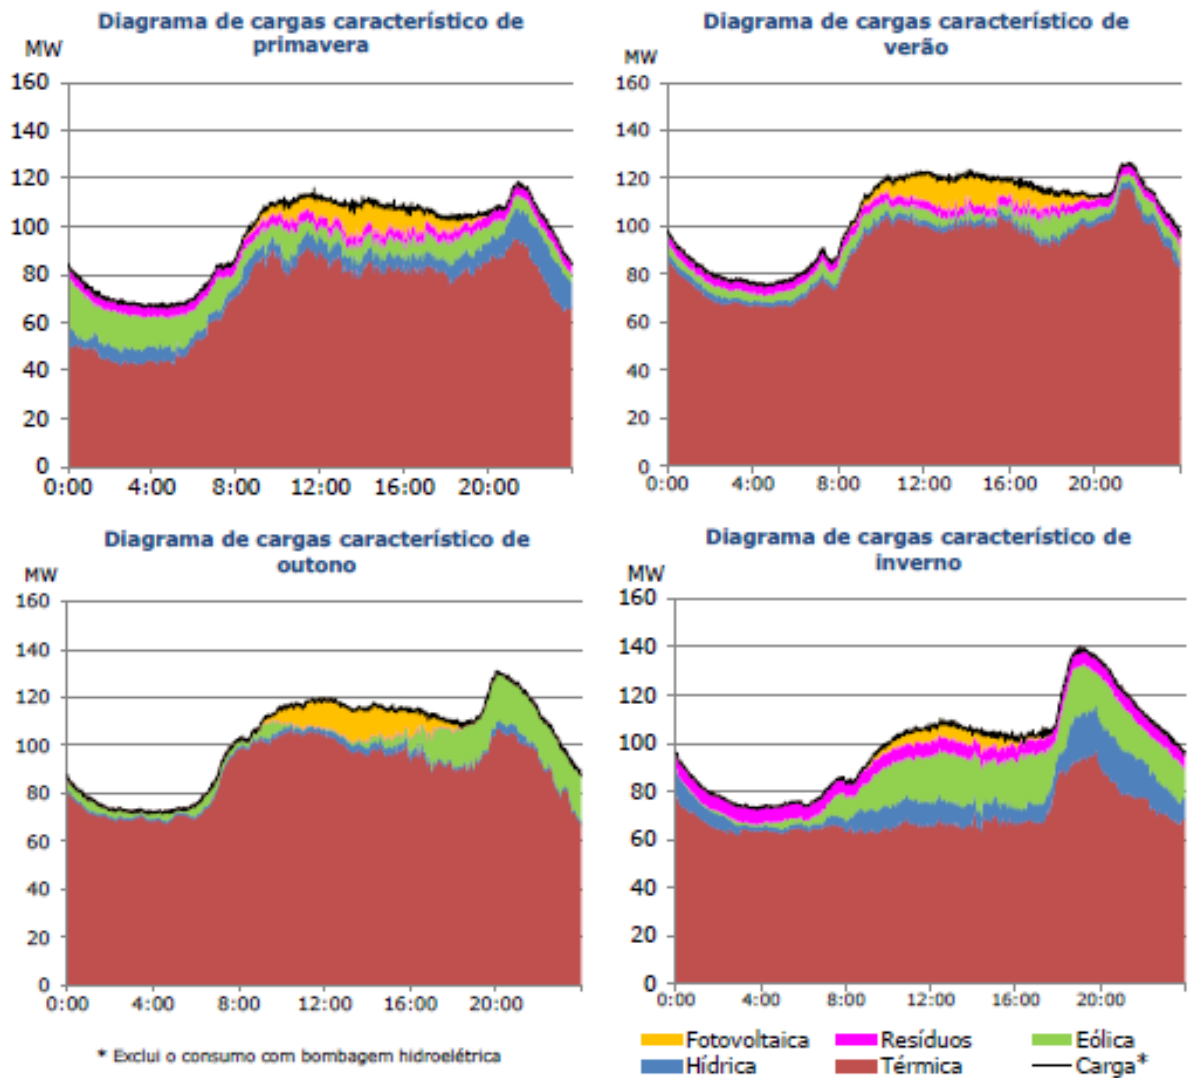 Diagrama de cargas característico de
primavera
MW
160
140
120
100
80
60
40
20
0
0:00 4:00 8:00 12:00 16:00 20:00
Diagrama de cargas característico de
verão
MW
160
140
120
100
80
60
40
20
0
0:00 4:00 8:00 12:00 16:00 20:00
Diagrama de cargas característico de
outono
MW
160
140
120
100
80
60
40
20
0
0:00 4:00 8:00 12:00 16:00 20:00
Diagrama de cargas característico de
inverno
MW
160
140
120
100
80
60
40
20
0
0:00 4:00 8:00 12:00 16:00 20:00
* Exclui o consumo com bombagem hidroelétrica
Fotovoltaica Resíduos Eólica
Hídrica Térmica Carga*